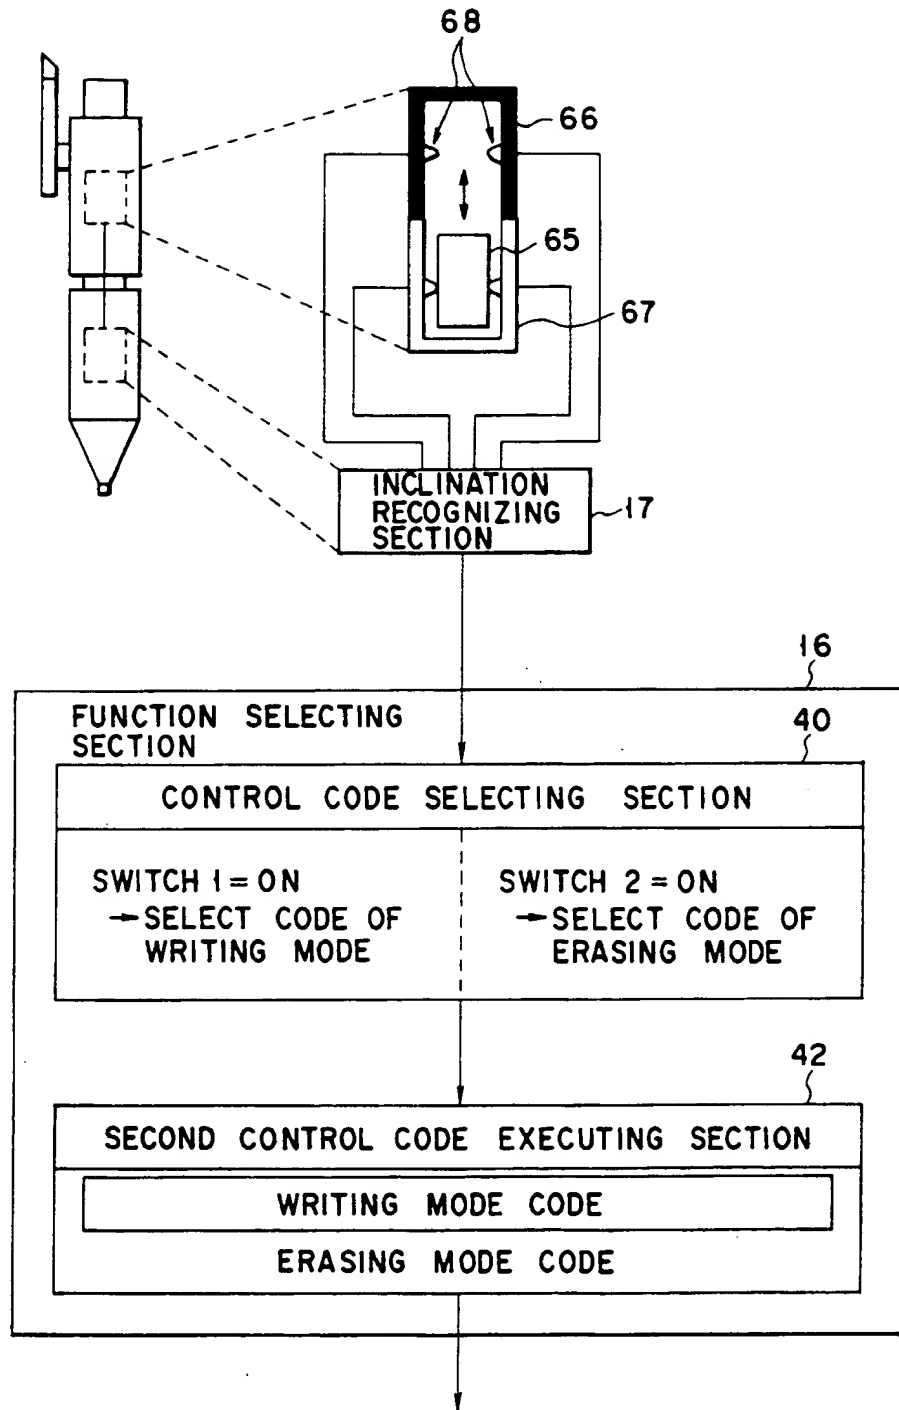 68
66
65
67
INCLINATION
RECOGNIZING
SECTION
17
16
FUNCTION SELECTING
SECTION
40
CONTROL CODE SELECTING SECTION
SWITCH 1 = ON
→ SELECT CODE OF
WRITING MODE
SWITCH 2 = ON
→ SELECT CODE OF
ERASING MODE
42
SECOND CONTROL CODE EXECUTING SECTION
WRITING MODE CODE
ERASING MODE CODE